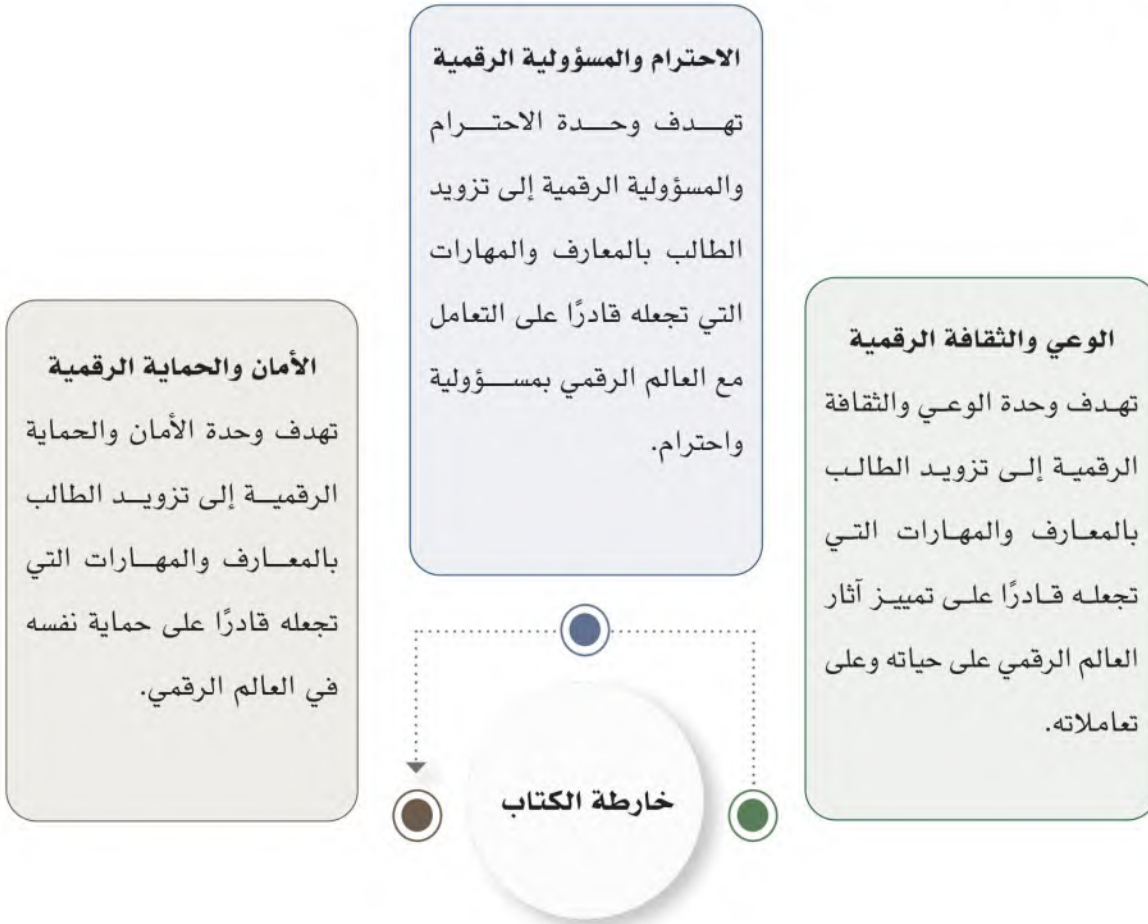 الوعي والثقافة الرقمية
تهدف وحدة الوعي والثقافة
الرقمية إلى تزويد الطالب
بالمعارف والمهارات التي
تجعله قادرًا على تمييز آثار
العالم الرقمي على حياته وعلى
تعاملاته.
الاحترام والمسؤولية الرقمية
تهدف وحدة الاحترام
والمسؤولية الرقمية إلى تزويد
الطالب بالمعارف والمهارات
التي تجعله قادرًا على التعامل
مع العالم الرقمي بمسؤولية
واحترام.
الأمان والحماية الرقمية
تهدف وحدة الأمان والحماية
الرقمية إلى تزويد الطالب
بالمعارف والمهارات التي
تجعله قادرًا على حماية نفسه
في العالم الرقمي.
خارطة الكتاب